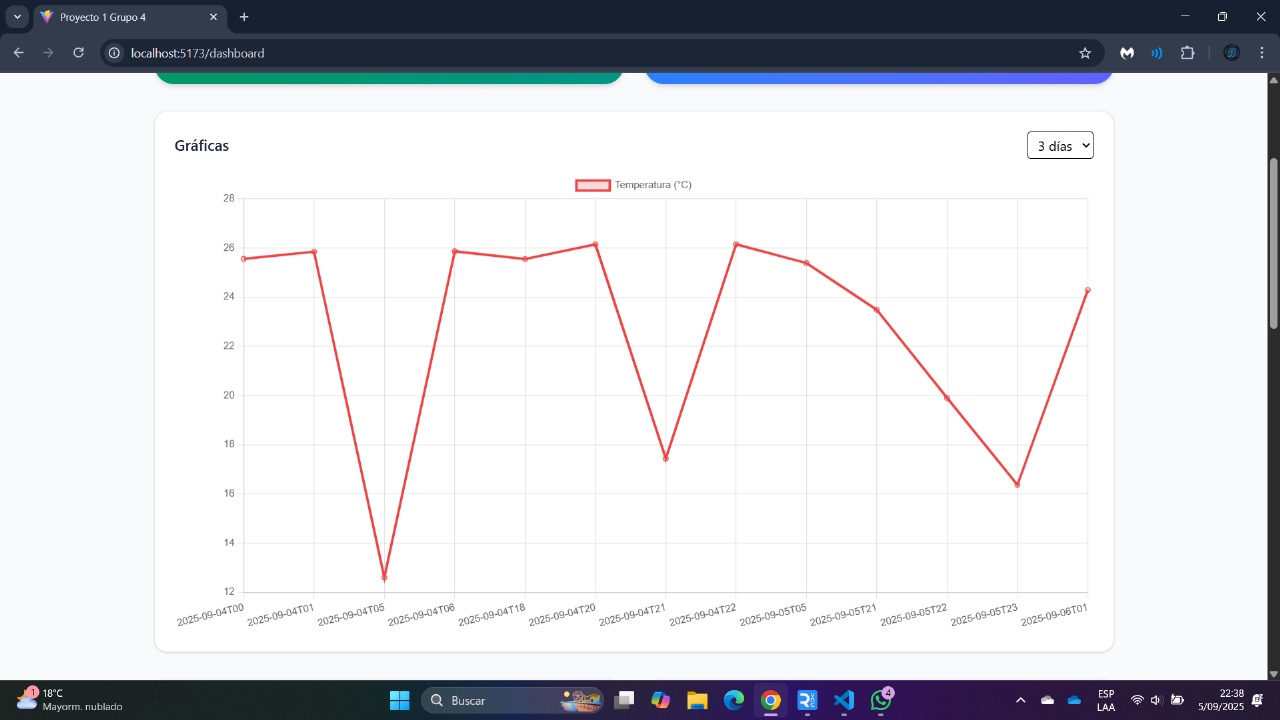 Proyecto 1 Grupo 4
localhost:5173/dashboard
Gráficas
3 días
Temperatura (°C)
28
26
24
22
20
18
16
14
12
2025-09-04T00
2025-09-04T01
2025-09-04T05
2025-09-04T06
2025-09-04T18
2025-09-04T20
2025-09-04T21
2025-09-04T22
2025-09-05T05
2025-09-05T21
2025-09-05T22
2025-09-05T23
2025-09-06T01
1
18°C
Mayorm. nublado
Buscar
4
ESP
LAA
22:38
5/09/2025